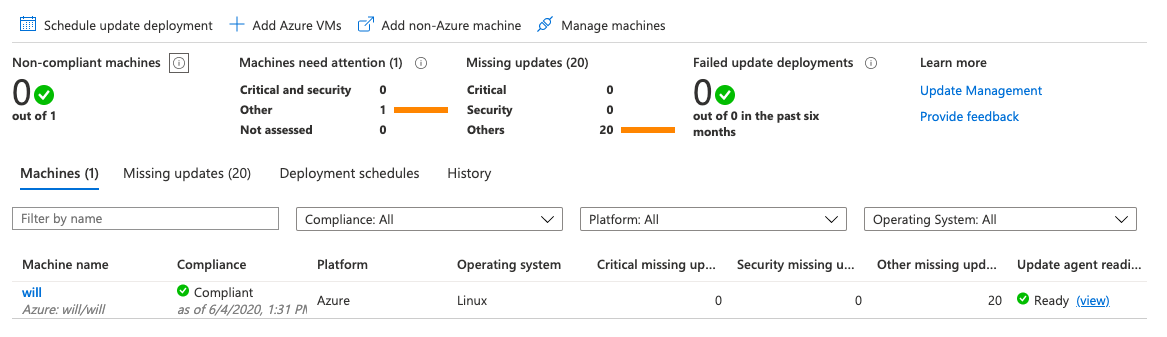 Schedule update deployment Add Azure VMs Add non-Azure machine Manage machines
Non-compliant machines
0
out of 1
Machines need attention (1)
Critical and security 0
Other 1
Not assessed 0
Missing updates (20)
Critical 0
Security 0
Others 20
Failed update deployments
0
out of 0 in the past six
months
Learn more
Update Management
Provide feedback
Machines (1) Missing updates (20) Deployment schedules History
Filter by name Compliance: All Platform: All Operating System: All
Machine name Compliance Platform Operating system Critical missing up... Security missing u... Other missing upd... Update agent readi...
will Compliant Azure Linux 0 0 20 Ready (view)
Azure: will/will as of 6/4/2020, 1:31 PM